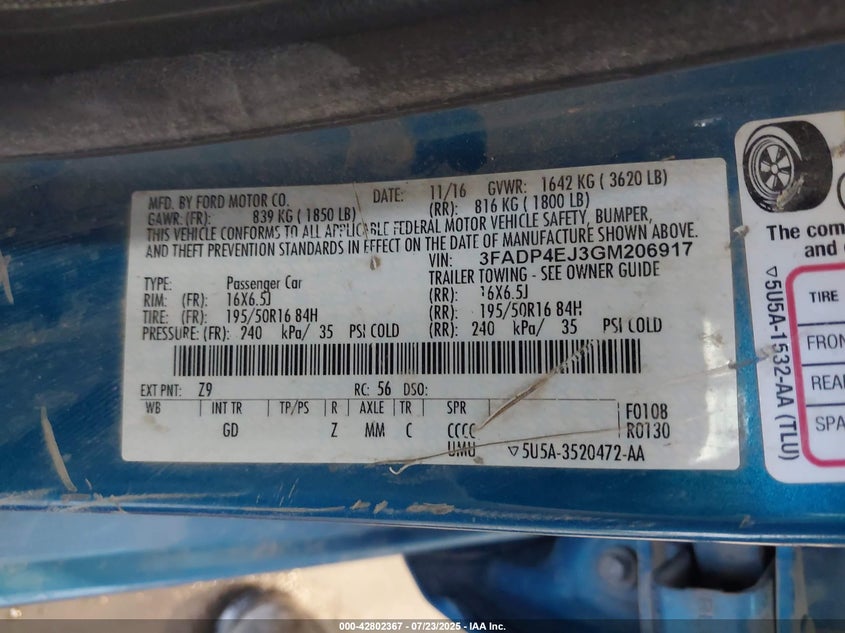 MFD. BY FORD MOTOR CO. DATE: 11/16 GVWR: 1642 KG ( 3620 LB)
GAWR: (FR): 839 KG ( 1850 LB) (RR): 816 KG ( 1800 LB)
THIS VEHICLE CONFORMS TO ALL APPLICABLE FEDERAL MOTOR VEHICLE SAFETY, BUMPER,
AND THEFT PREVENTION STANDARDS IN EFFECT ON THE DATE OF MANUFACTURE SHOWN ABOVE.
VIN: 3FADP4EJ3GM206917
TYPE: Passenger Car TRAILER TOWING - SEE OWNER GUIDE
RIM: (FR): 16X6.5J (RR): 16X6.5J
TIRE: (FR): 195/50R16 84H (RR): 195/50R16 84H
PRESSURE: (FR): 240 kPa/ 35 PSI COLD (RR): 240 kPa/ 35 PSI COLD
EXT PNT: Z9 RC: 56 DSO:
WB INT TR TP/PS R AXLE TR SPR F0108
GD Z MM C CCCC R0130
UMU ▽5U5A-3520472-AA
The com
and
TIRE
FRON
REAR
SPA
▽5U5A-1532-AA (TLU)
000-42802367 - 07/23/2025 - IAA Inc.